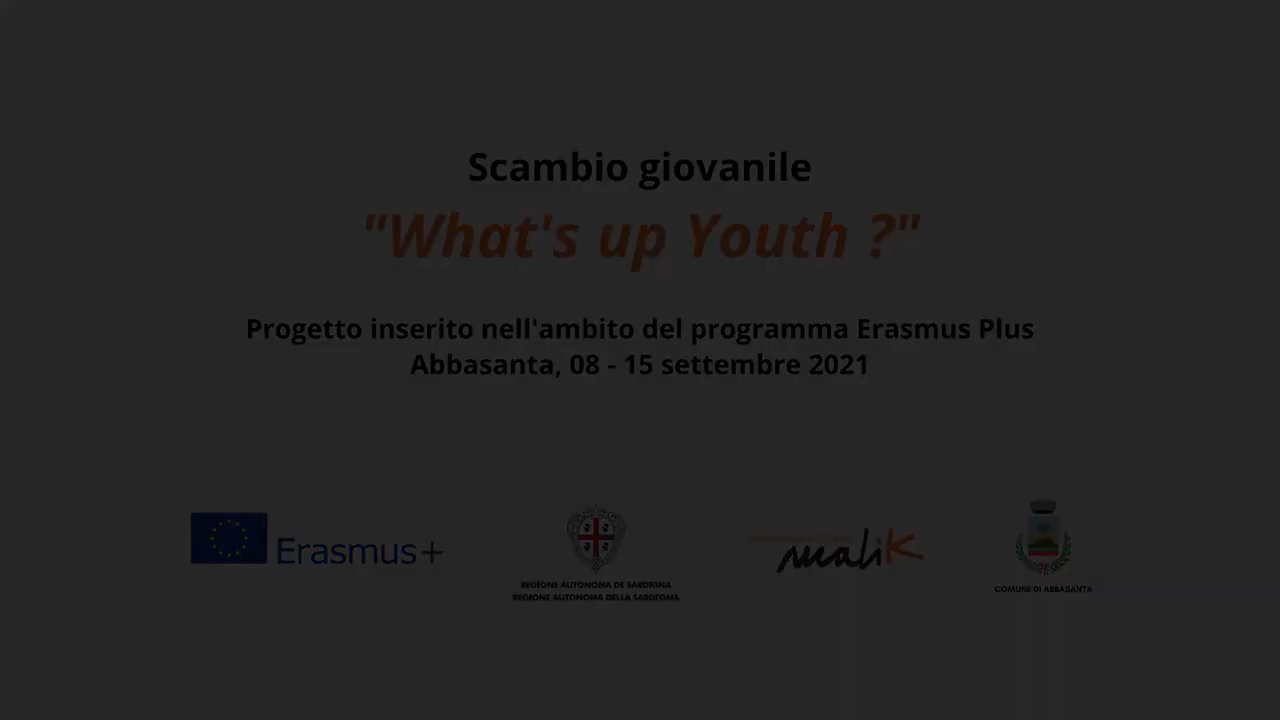 Scambio giovanile
"What's up Youth ?"
Progetto inserito nell'ambito del programma Erasmus Plus
Abbasanta, 08 - 15 settembre 2021
Erasmus+
REGIONE AUTÒNOMA DE SARDIGNA
REGIONE AUTONOMA DELLA SARDEGNA
malik
COMUNE DI ABBASANTA